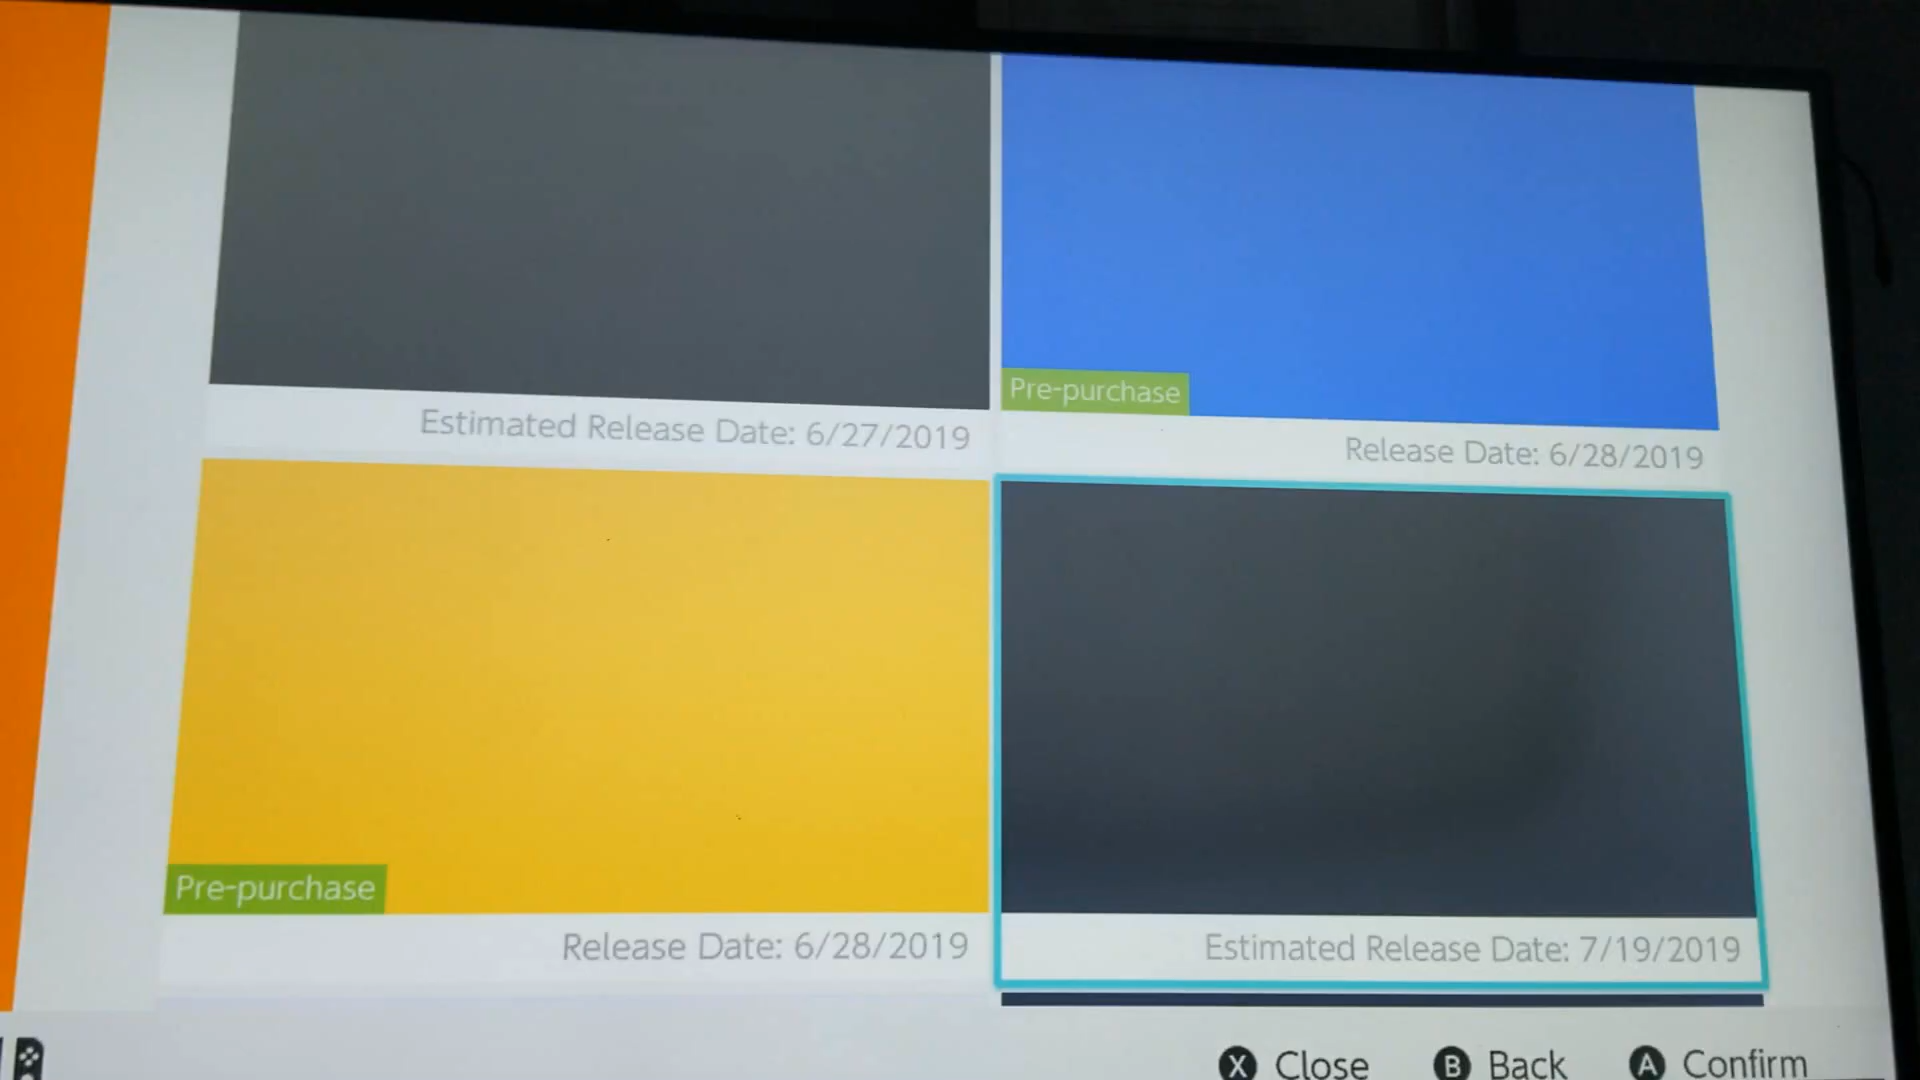 Estimated Release Date: 6/27/2019
Pre-purchase
Release Date: 6/28/2019
Pre-purchase
Release Date: 6/28/2019
Estimated Release Date: 7/19/2019
X Close B Back A Confirm